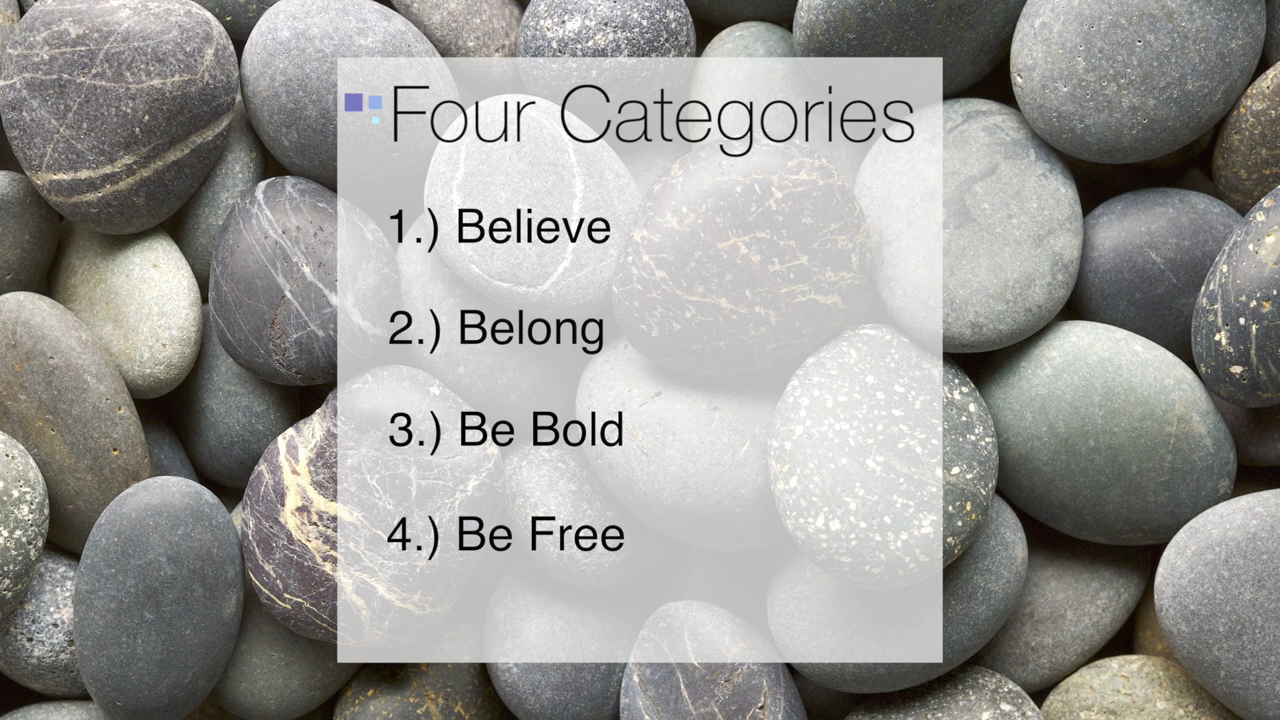 Four Categories
1.) Believe
2.) Belong
3.) Be Bold
4.) Be Free